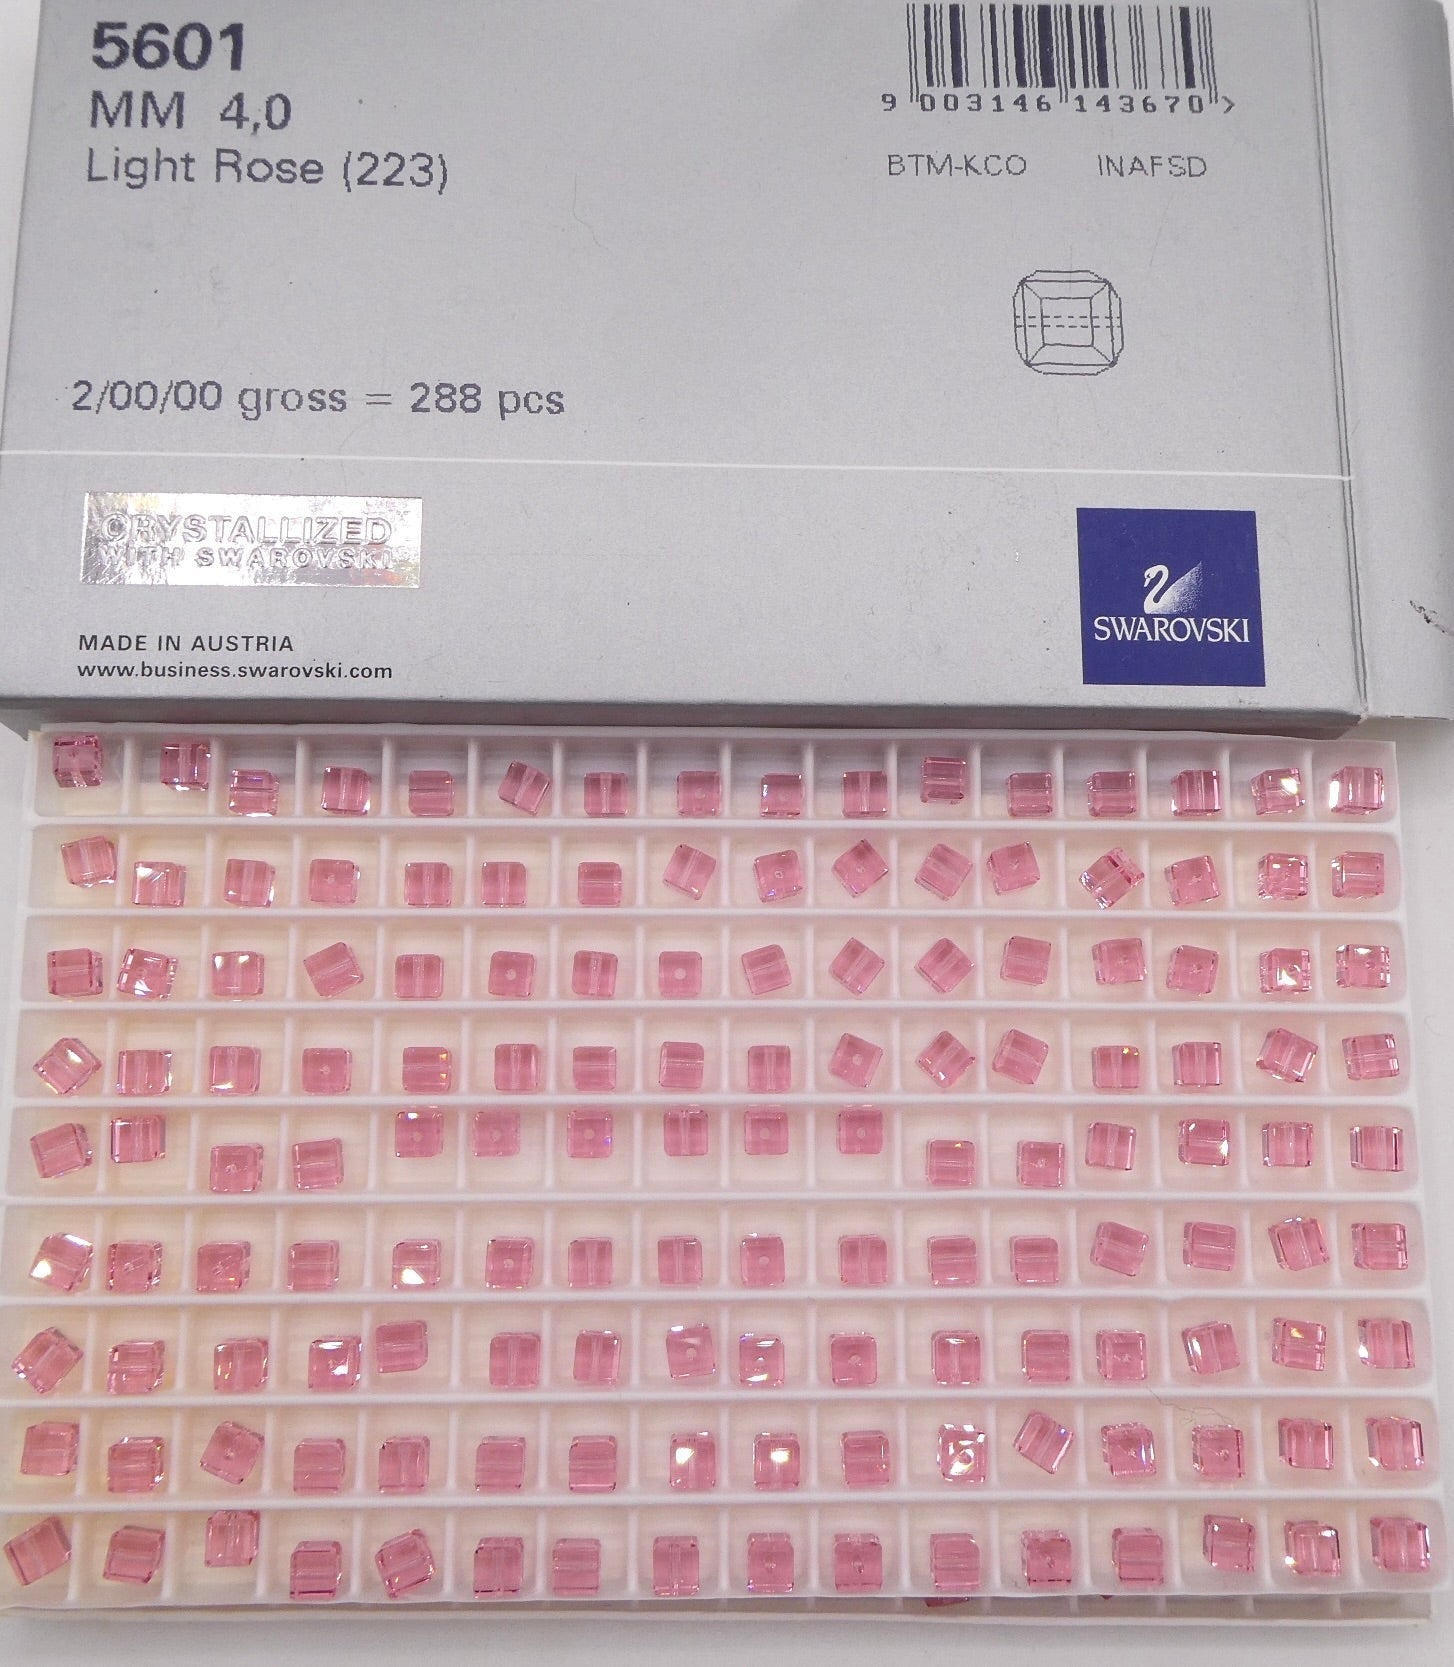 5601
MM 4,0
Light Rose (223)
9 003146 143670 >
BTM-KCO INAFSD
2/00/00 gross = 288 pcs
CRYSTALLIZED
WITH SWAROVSKI
MADE IN AUSTRIA
www.business.swarovski.com
SWAROVSKI